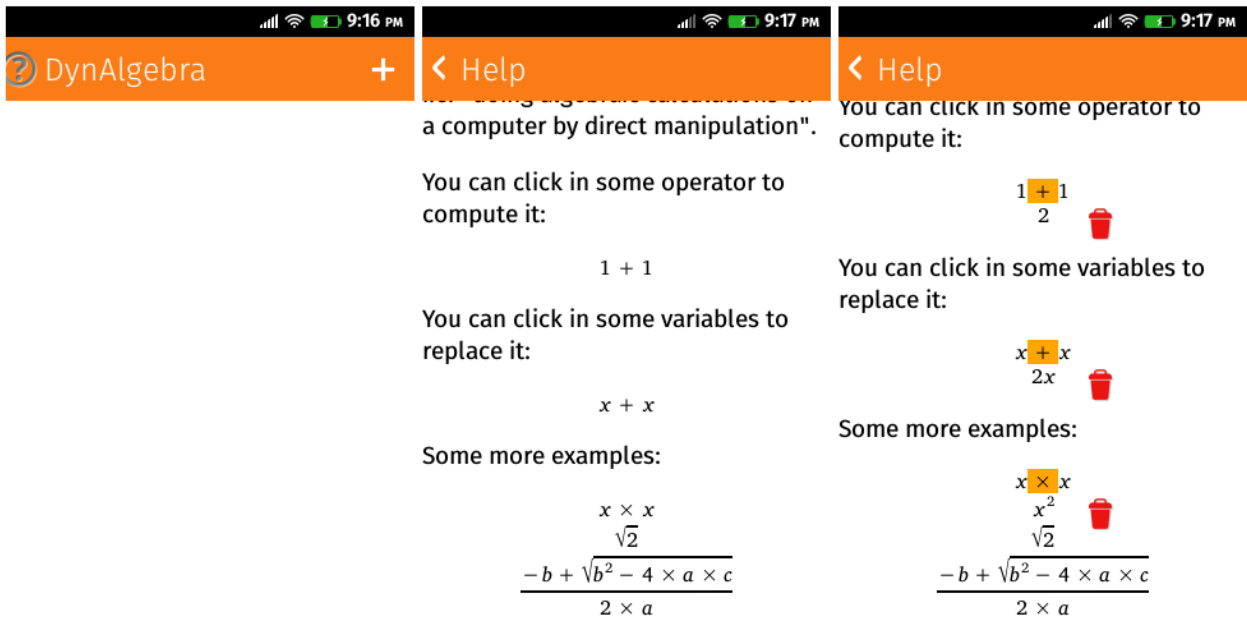 9:16 PM
? DynAlgebra +
9:17 PM
Help
a computer by direct manipulation".
You can click in some operator to
compute it:
1 + 1
You can click in some variables to
replace it:
x + x
Some more examples:
x × x
√2
−b + √b² − 4 × a × c
2 × a
9:17 PM
Help
You can click in some operator to
compute it:
1 + 1
2
You can click in some variables to
replace it:
x + x
2x
Some more examples:
x × x
x²
√2
−b + √b² − 4 × a × c
2 × a